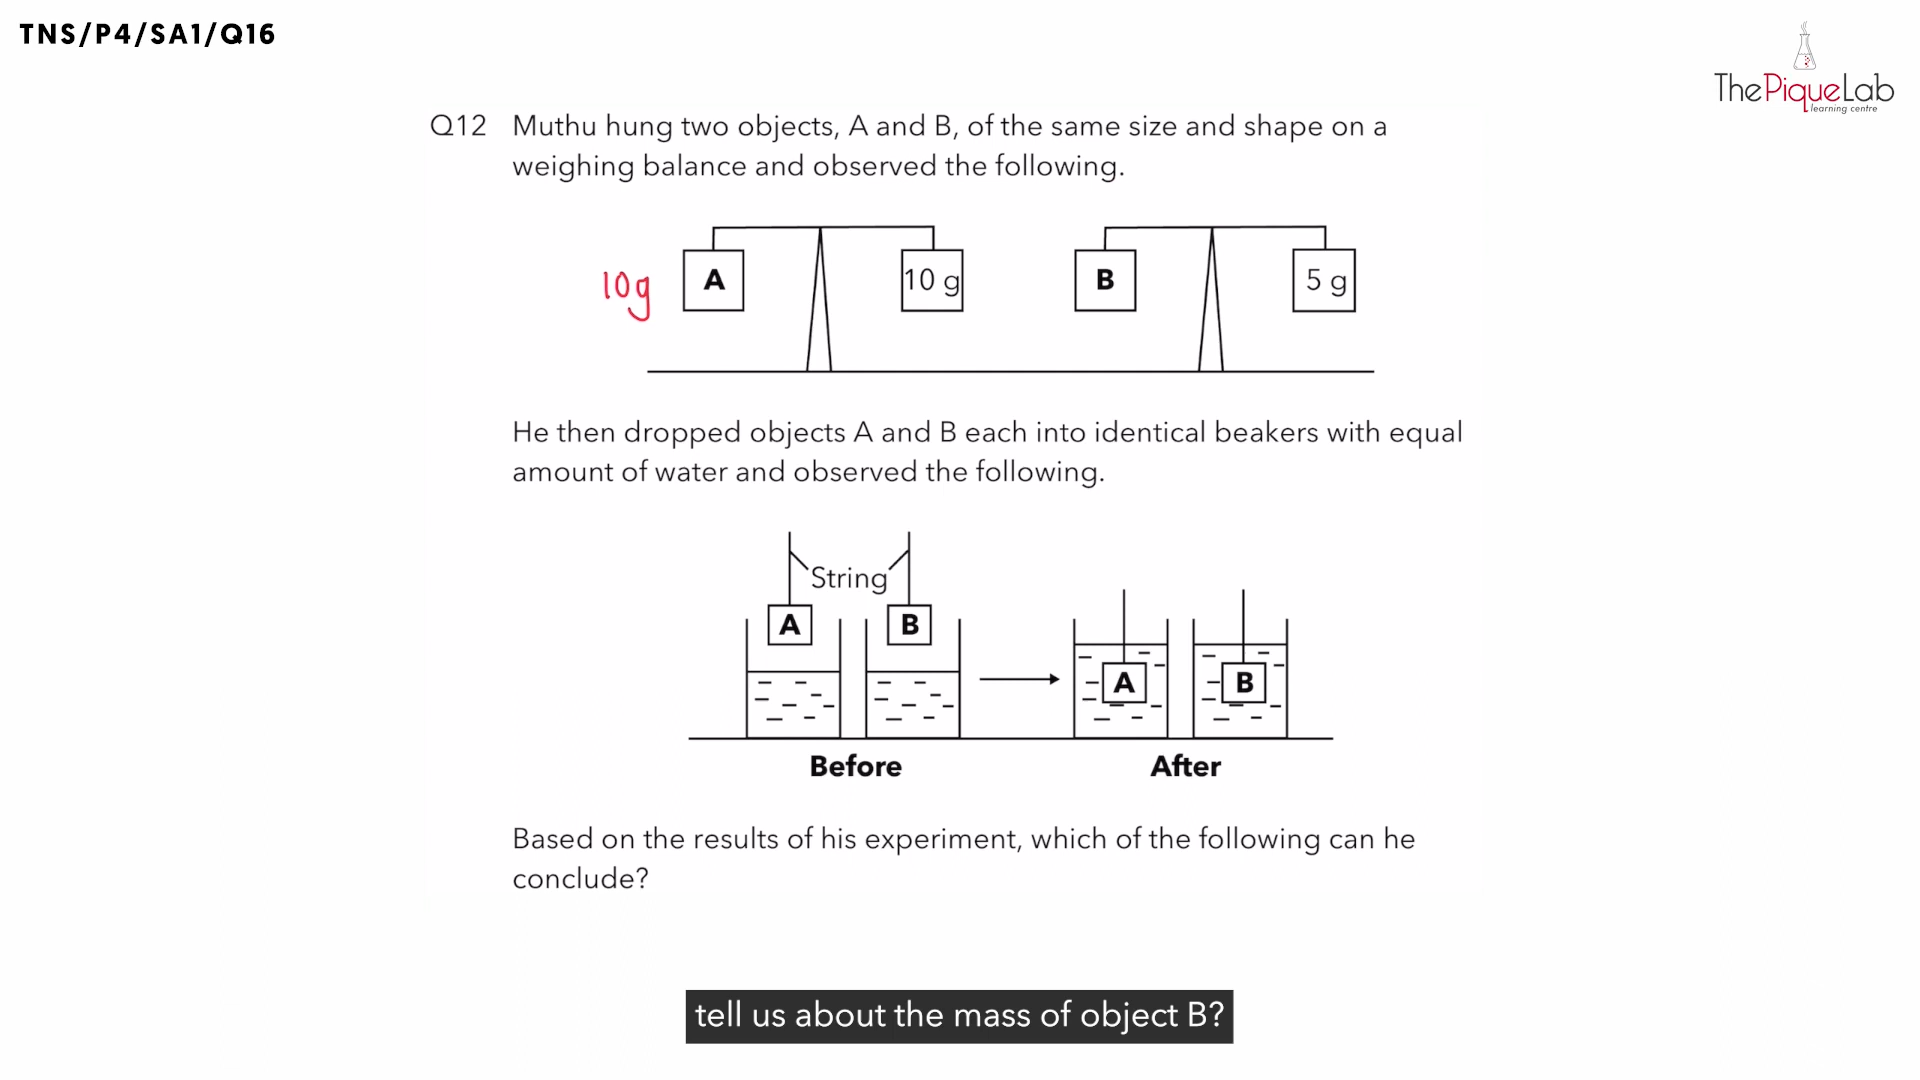 TNS/P4/SA1/Q16
ThePiqueLab
learning centre
Q12 Muthu hung two objects, A and B, of the same size and shape on a
weighing balance and observed the following.
10g A 10 g B 5 g
He then dropped objects A and B each into identical beakers with equal
amount of water and observed the following.
String
A B
A B
Before After
Based on the results of his experiment, which of the following can he
conclude?
tell us about the mass of object B?